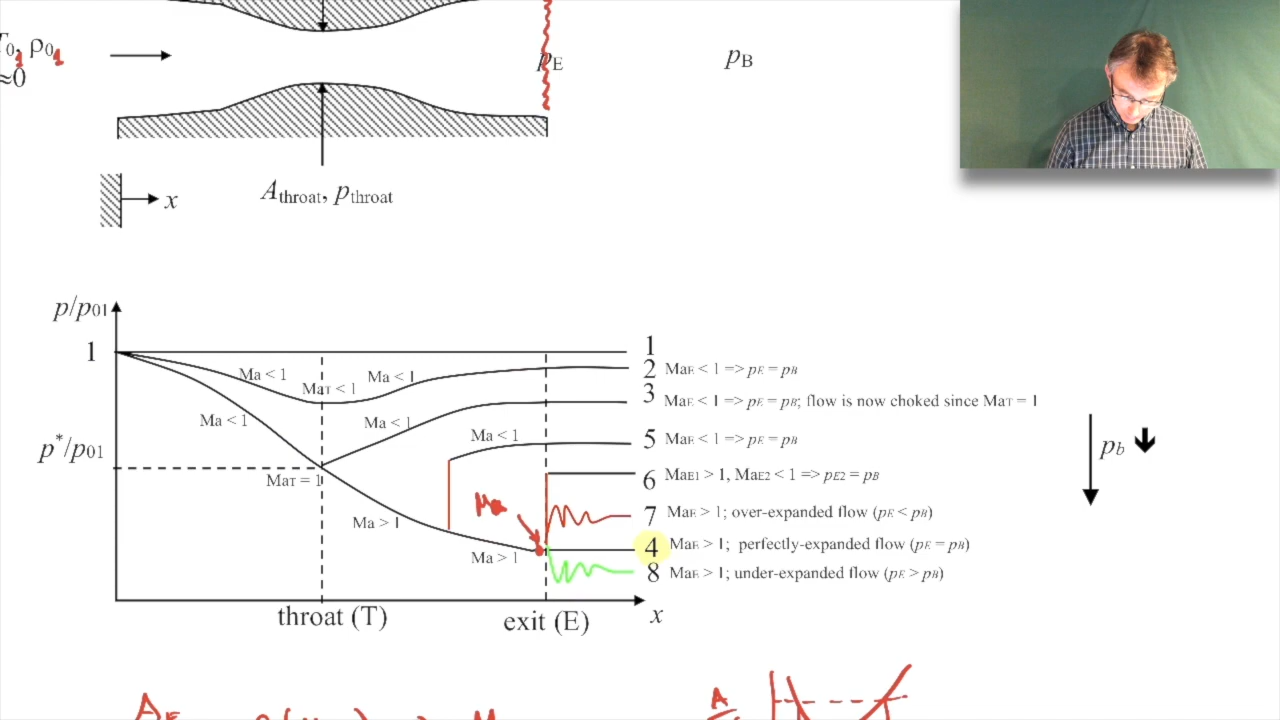 T₀₁, ρ₀₁
≈0
pE
pB
Athroat, pthroat
x
p/p01
1
p*/p01
Ma < 1
MaT < 1
Ma < 1
Ma < 1
Ma < 1
MaT = 1
Ma > 1
Ma < 1
Ma > 1
1
2 MaE < 1 => pE = pB
3 MaE < 1 => pE = pB; flow is now choked since MaT = 1
5 MaE < 1 => pE = pB
6 MaE1 > 1, MaE2 < 1 => pE2 = pB
7 MaE > 1; over-expanded flow (pE < pB)
4 MaE > 1; perfectly-expanded flow (pE = pB)
8 MaE > 1; under-expanded flow (pE > pB)
pb
throat (T)
exit (E)
x
A